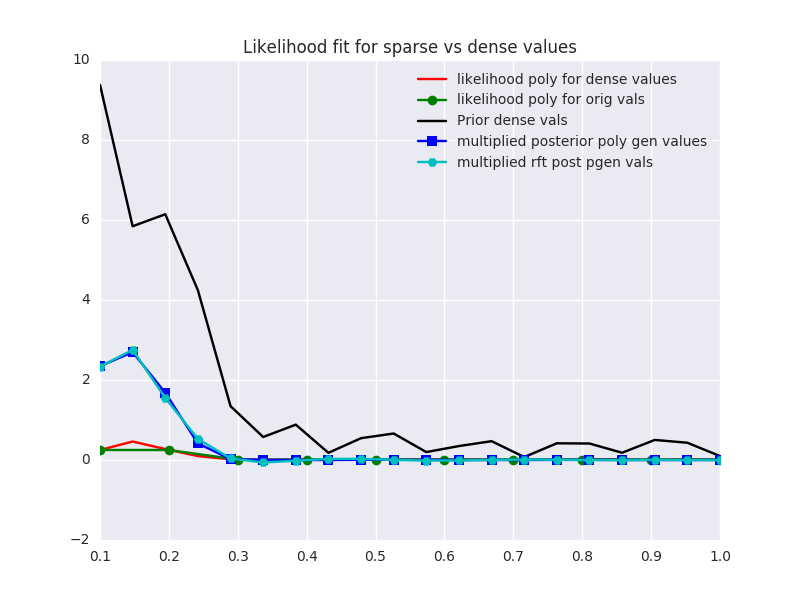 Likelihood fit for sparse vs dense values
10
8
6
4
2
0
−2
likelihood poly for dense values
likelihood poly for orig vals
Prior dense vals
multiplied posterior poly gen values
multiplied rft post pgen vals
0.1 0.2 0.3 0.4 0.5 0.6 0.7 0.8 0.9 1.0